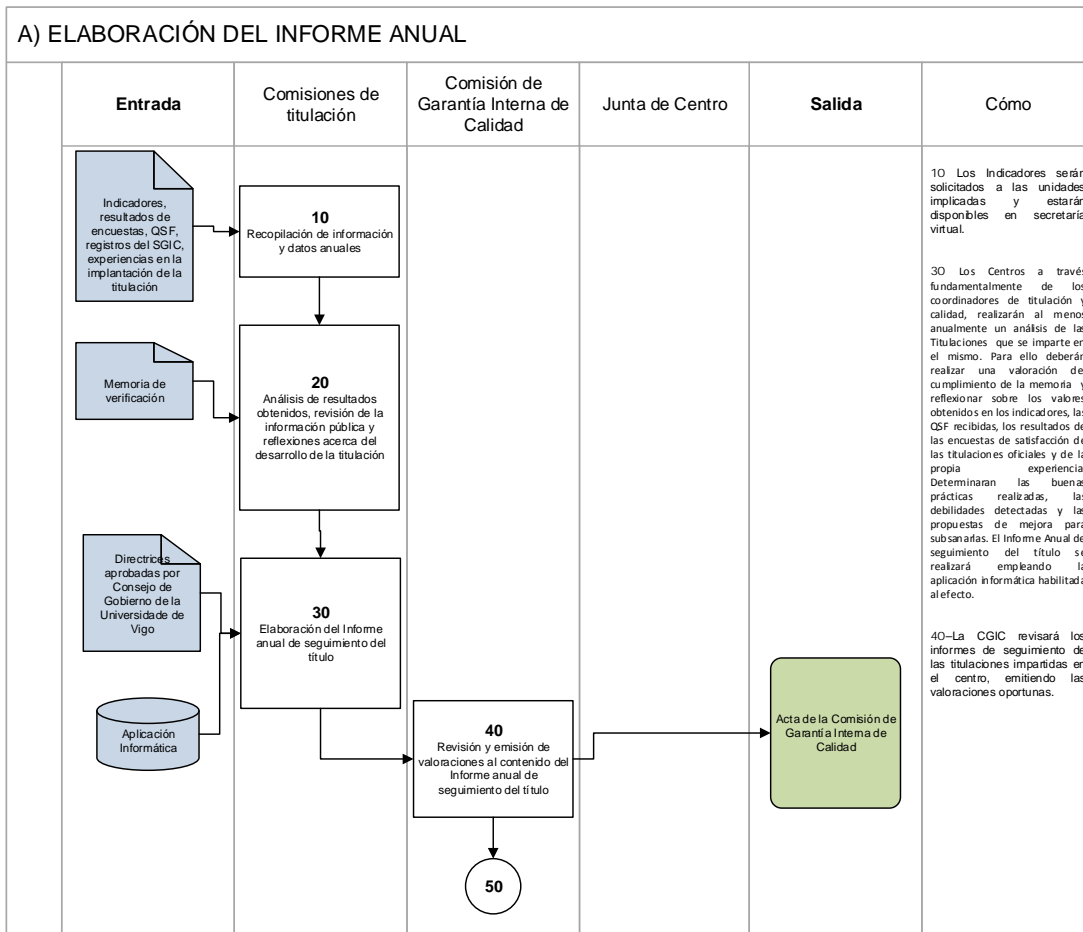 A) ELABORACIÓN DEL INFORME ANUAL
Entrada
Comisiones de
titulación
Comisión de
Garantía Interna de
Calidad
Junta de Centro
Salida
Cómo
Indicadores,
resultados de
encuestas, QSF,
registros del SGIC,
experiencias en la
implantación de la
titulación
10
Recopilación de información
y datos anuales
Memoria de
verificación
20
Análisis de resultados
obtenidos, revisión de la
información pública y
reflexiones acerca del
desarrollo de la titulación
Directrices
aprobadas por
Consejo de
Gobierno de la
Universidade de
Vigo
Aplicación
Informática
30
Elaboración del Informe
anual de seguimiento del
título
40
Revisión y emisión de
valoraciones al contenido del
Informe anual de
seguimiento del título
50
Acta de la Comisión de
Garantía Interna de
Calidad
10 Los Indicadores serán
solicitados a las unidades
implicadas y estarán
disponibles en secretaría
virtual.
30 Los Centros a través
fundamentalmente de los
coordinadores de titulación y
calidad, realizarán al menos
anualmente un análisis de las
Titulaciones que se imparte en
el mismo. Para ello deberán
realizar una valoración de
cumplimiento de la memoria y
reflexionar sobre los valores
obtenidos en los indicadores, las
QSF recibidas, los resultados de
las encuestas de satisfacción de
las titulaciones oficiales y de la
propia experiencia
Determinaran las buenas
prácticas realizadas, las
debilidades detectadas y las
propuestas de mejora para
subsanarlas. El Informe Anual de
seguimiento del título se
realizará empleando la
aplicación informática habilitada
al efecto.
40–La CGIC revisará los
informes de seguimiento de
las titulaciones impartidas en
el centro, emitiendo las
valoraciones oportunas.